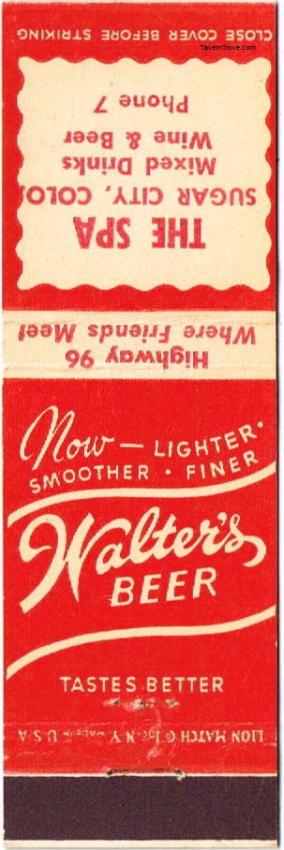 TavernTrove.com
CLOSE COVER BEFORE STRIKING
THE SPA
SUGAR CITY, COLO.
Mixed Drinks
Wine & Beer
Phone 7
Highway 96
Where Friends Meet
Now — LIGHTER •
SMOOTHER • FINER
Walter's
BEER
TASTES BETTER
LION MATCH Co Inc. N.Y. U.S.A